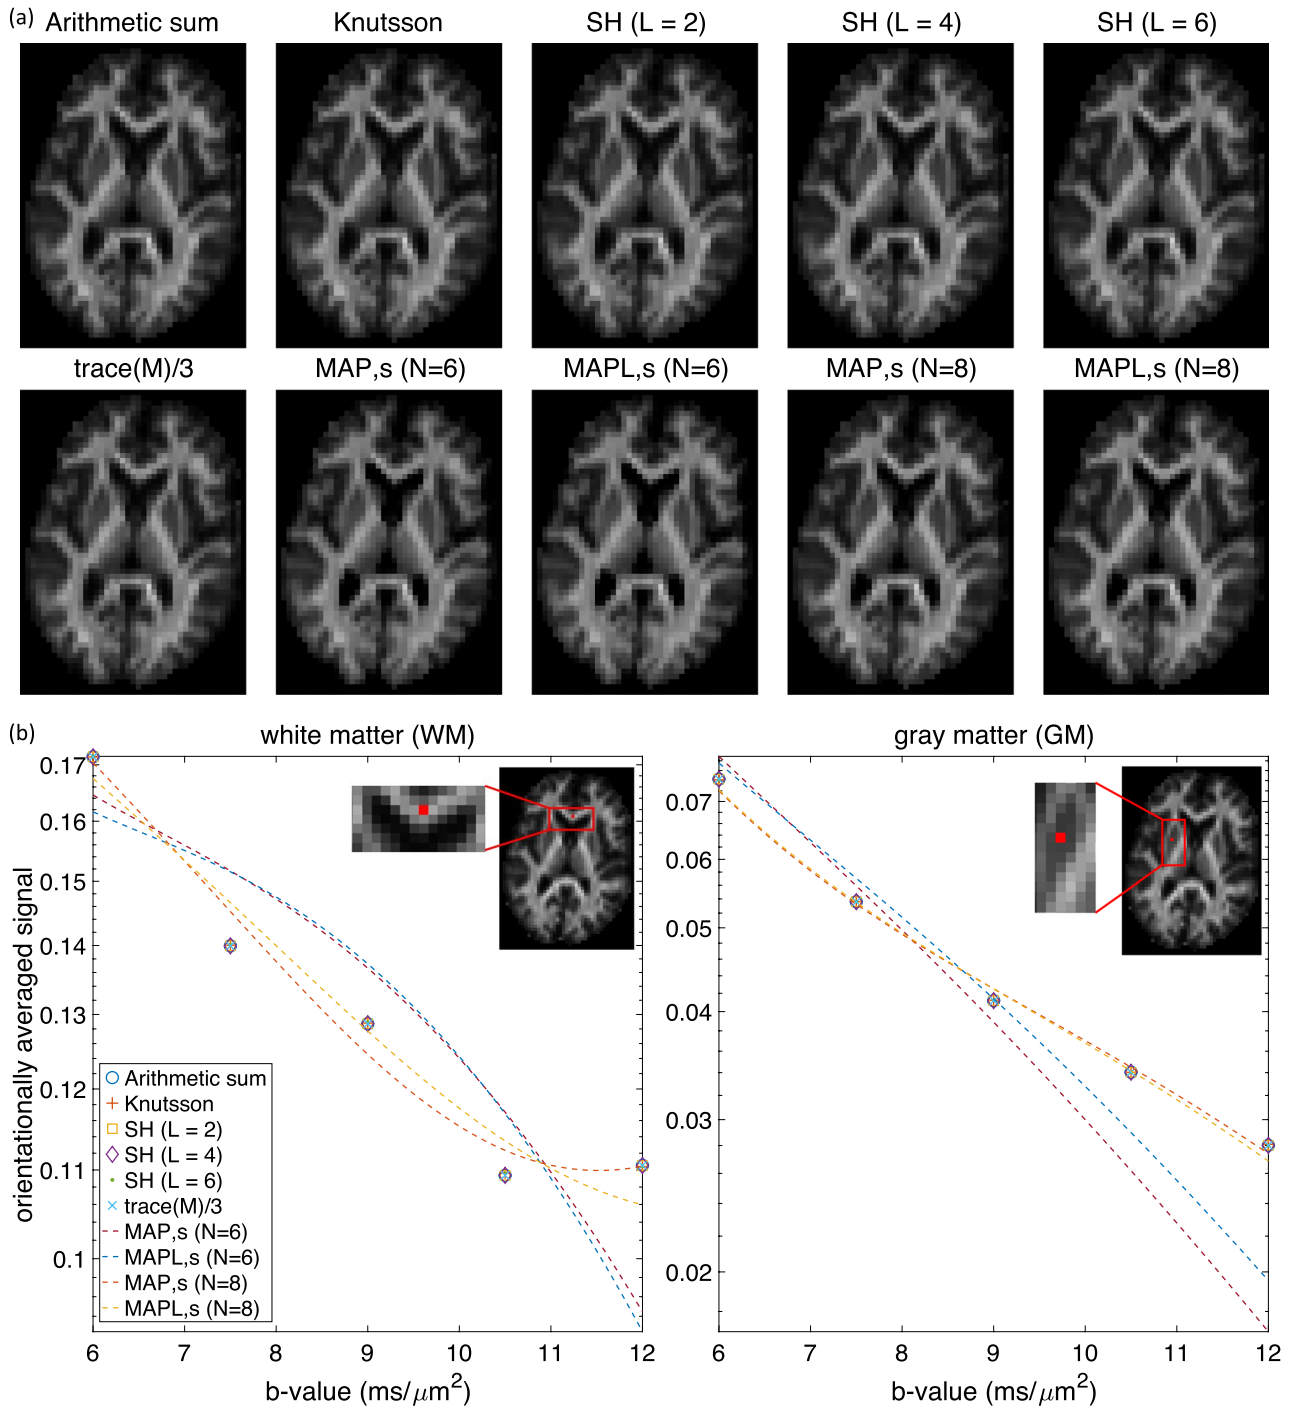 (a)
Arithmetic sum Knutsson SH (L = 2) SH (L = 4) SH (L = 6)
trace(M)/3 MAP,s (N=6) MAPL,s (N=6) MAP,s (N=8) MAPL,s (N=8)
(b)
white matter (WM)
orientationally averaged signal
0.17
0.16
0.15
0.14
0.13
0.12
0.11
0.1
Arithmetic sum
Knutsson
SH (L = 2)
SH (L = 4)
SH (L = 6)
trace(M)/3
MAP,s (N=6)
MAPL,s (N=6)
MAP,s (N=8)
MAPL,s (N=8)
6 7 8 9 10 11 12
b-value (ms/μm²)
gray matter (GM)
0.07
0.06
0.05
0.04
0.03
0.02
6 7 8 9 10 11 12
b-value (ms/μm²)